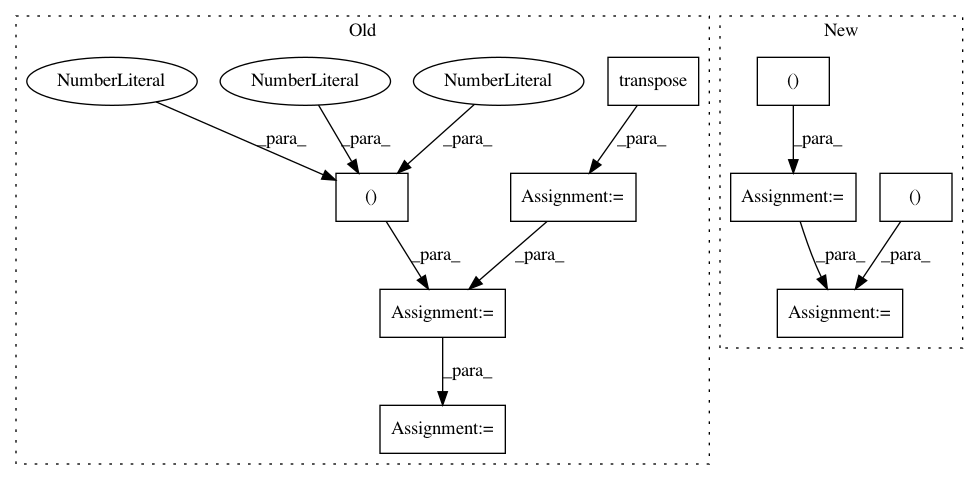 Old
New
NumberLiteral
NumberLiteral
NumberLiteral
transpose
()
_para_
_para_
_para_
_para_
_para_
()
Assignment:=
Assignment:=
()
_para_
_para_
_para_
_para_
Assignment:=
Assignment:=
_para_
Assignment:=